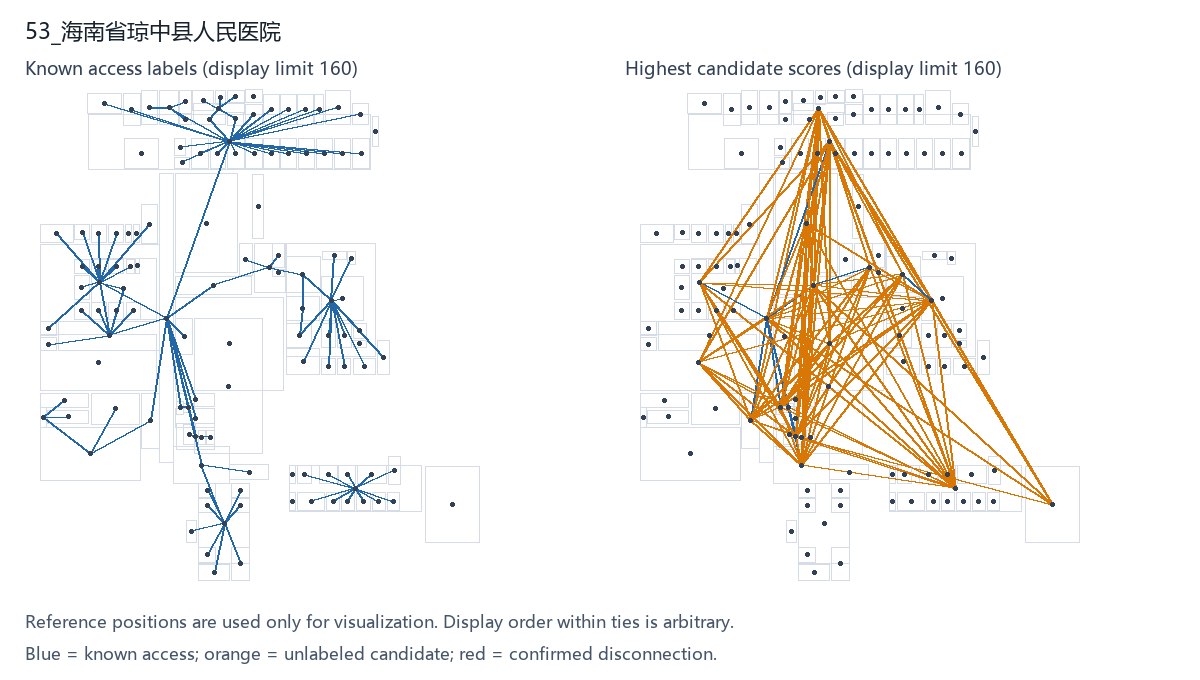 53_海南省琼中县人民医院
Known access labels (display limit 160)
Highest candidate scores (display limit 160)
Reference positions are used only for visualization. Display order within ties is arbitrary.
Blue = known access; orange = unlabeled candidate; red = confirmed disconnection.